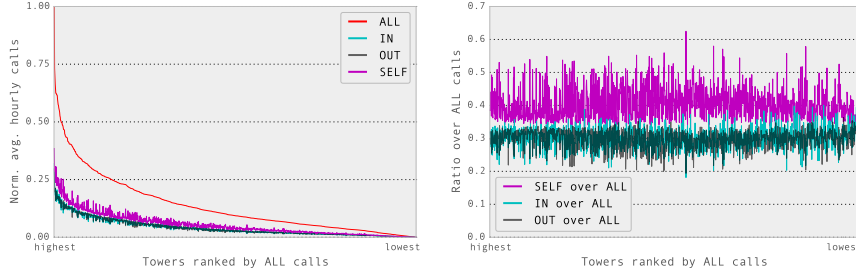 1.00
0.75
0.50
0.25
0.00
Norm. avg. hourly calls
highest
lowest
Towers ranked by ALL calls
ALL
IN
OUT
SELF
0.7
0.6
0.5
0.4
0.3
0.2
0.1
0.0
Ratio over ALL calls
highest
lowest
Towers ranked by ALL calls
SELF over ALL
IN over ALL
OUT over ALL